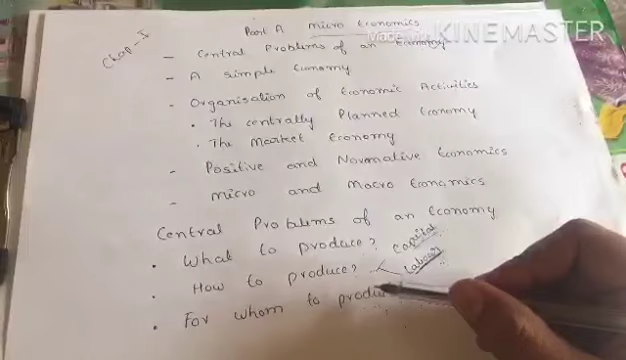 Part A Micro Economics
Made with KINEMASTER
Chap-I
- Central Problems of an Economy
- A Simple Economy
- Organisation of Economic Activities
• The Centrally Planned Economy
• The Market Economy
- Positive and Normative Economics
- Micro and Macro Economics
Central Problems of an Economy
• What to produce?
Capital
• How to produce?
Labour
• For whom to produ